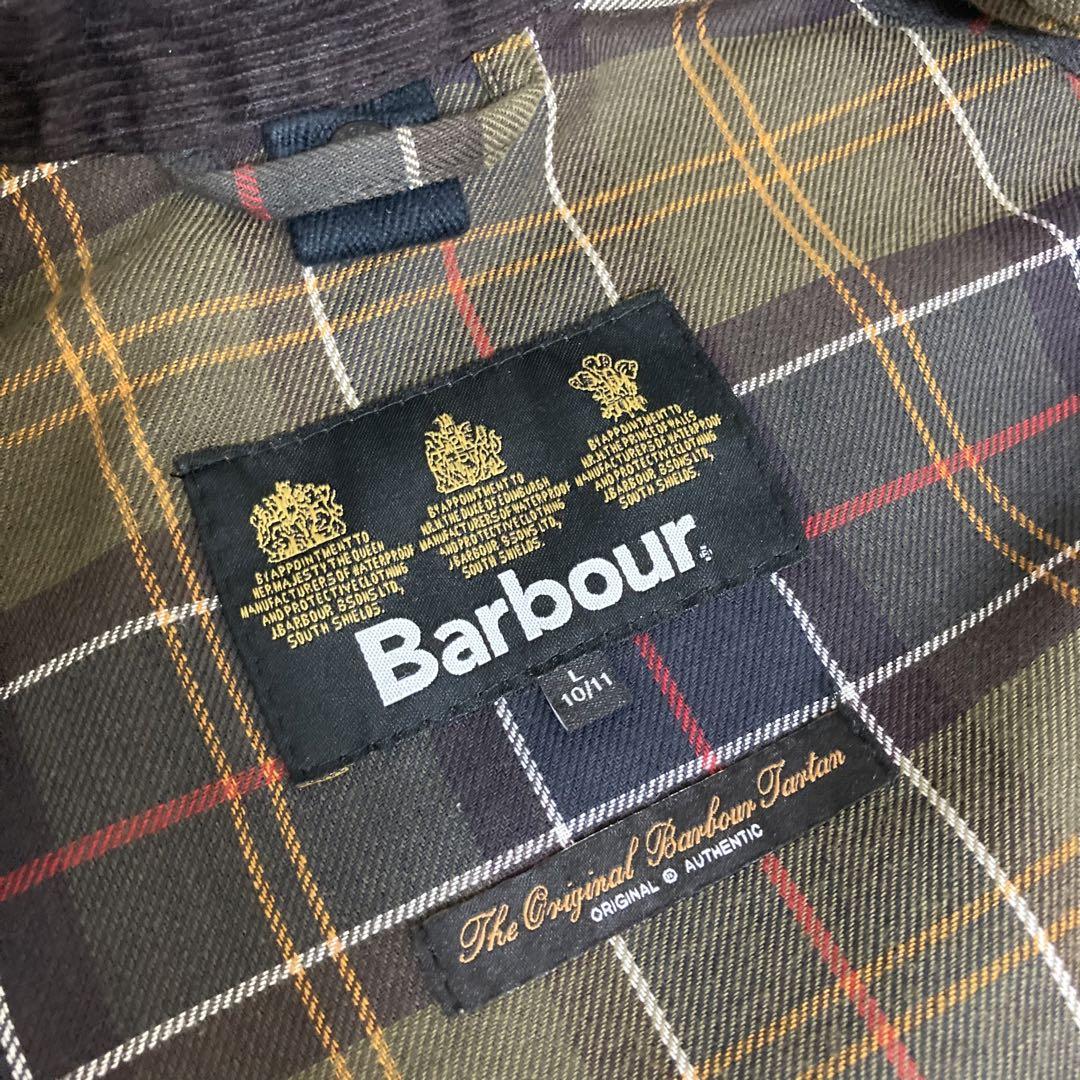 BY APPOINTMENT TO
HER.MAJESTY THE QUEEN
MANUFACTURERS OF WATERPROOF
AND PROTECTIVE CLOTHING
J.BARBOUR & SONS LTD,
SOUTH SHIELDS.
BY APPOINTMENT TO
H.R.H.THE DUKE OF EDINBURGH
MANUFACTURERS OF WATERPROOF
AND PROTECTIVE CLOTHING
J.BARBOUR & SONS LTD,
SOUTH SHIELDS.
BY APPOINTMENT TO
H.R.H.THE PRINCE OF WALES
MANUFACTURERS OF WATERPROOF
AND PROTECTIVE CLOTHING
J.BARBOUR & SONS LTD,
SOUTH SHIELDS.
Barbour
L
10/11
The Original Barbour Tartan
ORIGINAL AUTHENTIC